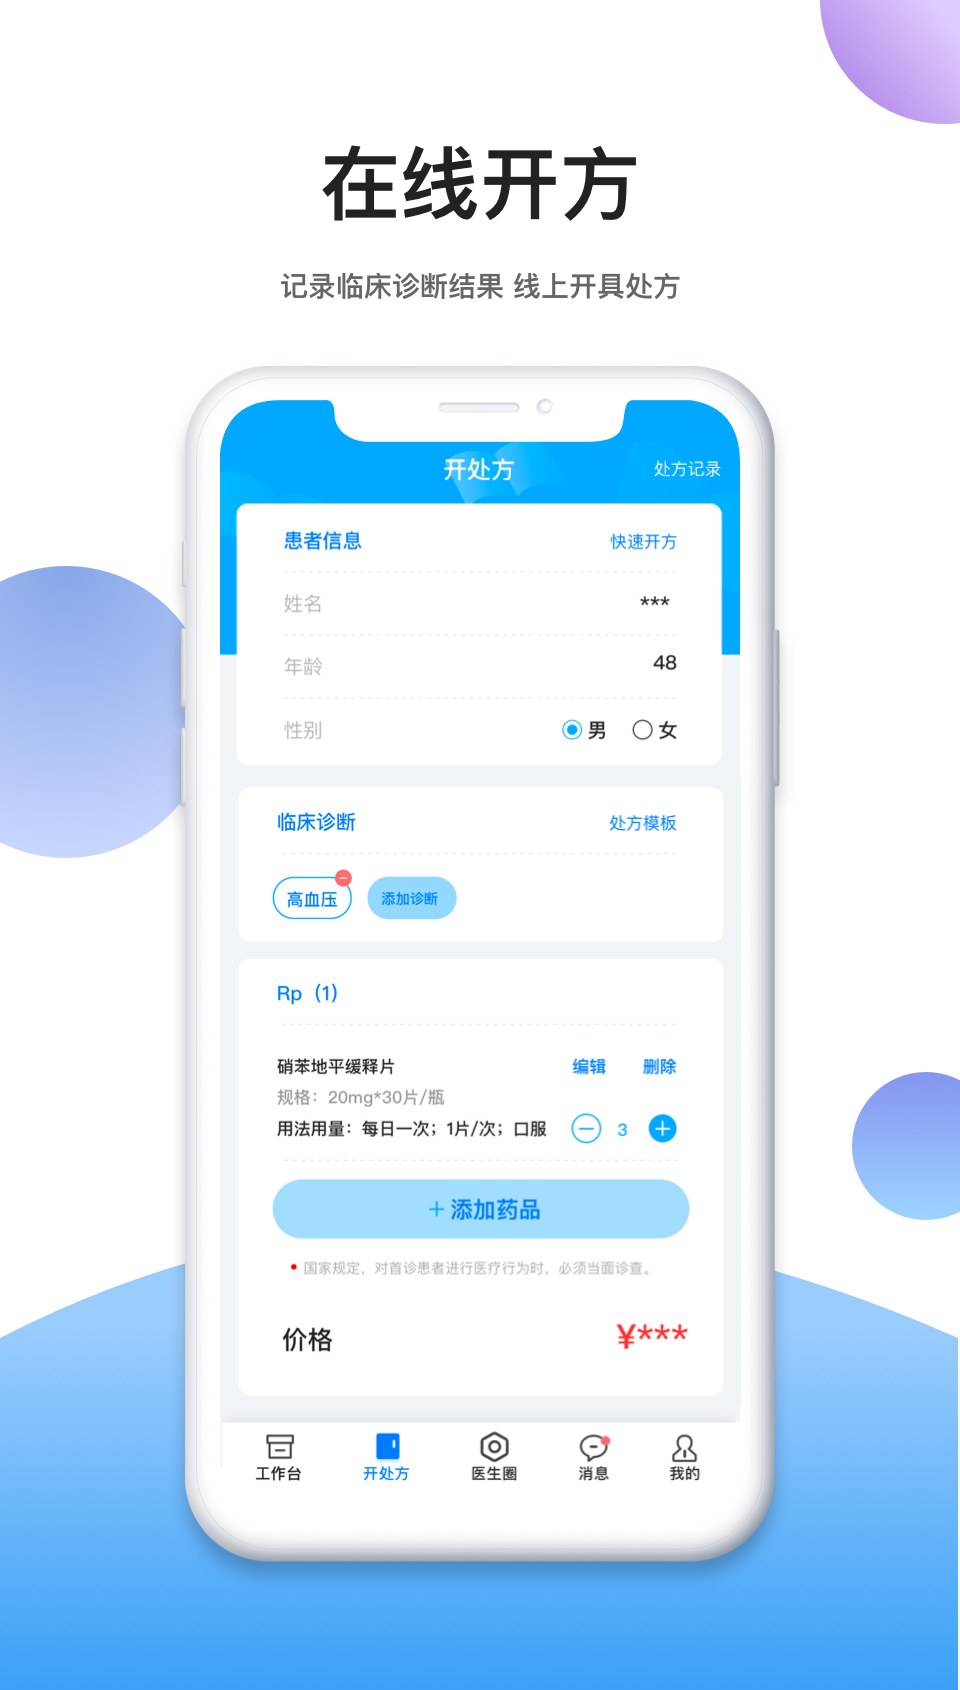 在线开方
记录临床诊断结果 线上开具处方
开处方
处方记录
患者信息
快速开方
姓名
***
年龄
48
性别
男
女
临床诊断
处方模板
高血压
添加诊断
Rp（1）
硝苯地平缓释片
编辑
删除
规格：20mg*30片/瓶
用法用量：每日一次；1片/次；口服
3
+ 添加药品
国家规定，对首诊患者进行医疗行为时，必须当面诊查。
价格
¥***
工作台
开处方
医生圈
消息
我的